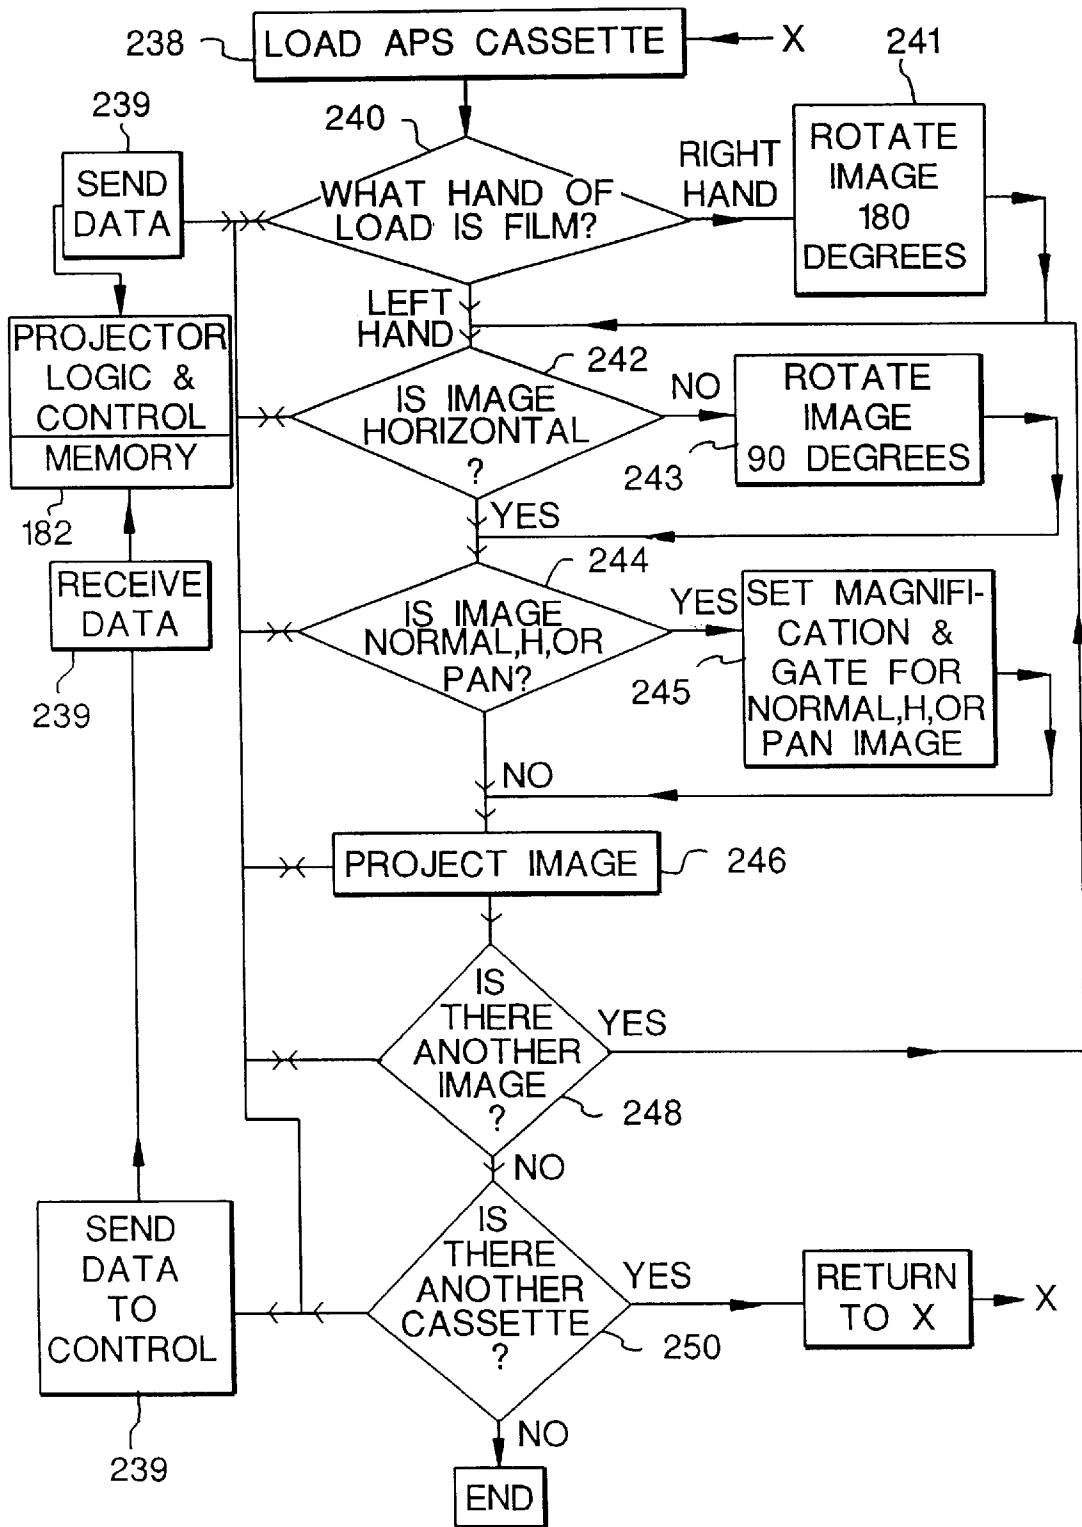 238
LOAD APS CASSETTE
X
241
239
240
SEND
DATA
WHAT HAND OF
LOAD IS FILM?
RIGHT
HAND
ROTATE
IMAGE
180
DEGREES
LEFT
HAND
PROJECTOR
LOGIC &
CONTROL
MEMORY
182
242
IS IMAGE
HORIZONTAL
?
NO
ROTATE
IMAGE
90 DEGREES
243
YES
RECEIVE
DATA
239
244
IS IMAGE
NORMAL,H,OR
PAN?
YES
SET MAGNIFI-
CATION &
GATE FOR
NORMAL,H,OR
PAN IMAGE
245
NO
PROJECT IMAGE
246
IS
THERE
ANOTHER
IMAGE
?
YES
248
NO
SEND
DATA
TO
CONTROL
239
IS
THERE
ANOTHER
CASSETTE
?
YES
250
RETURN
TO X
X
NO
END